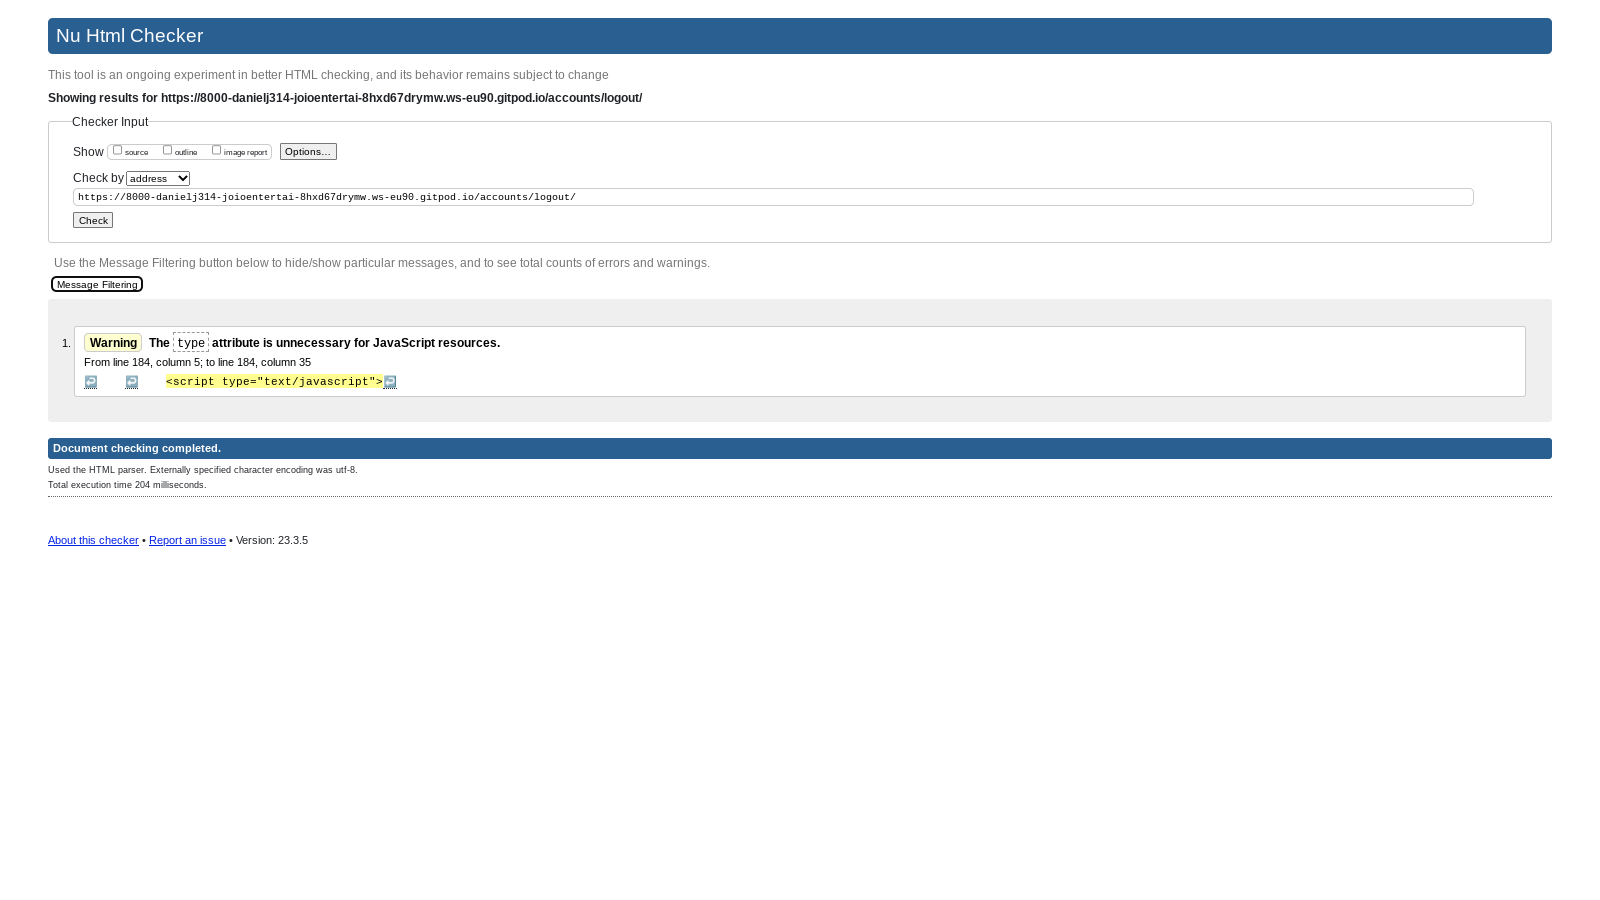 Nu Html Checker
This tool is an ongoing experiment in better HTML checking, and its behavior remains subject to change
Showing results for https://8000-danielj314-joioentertai-8hxd67drymw.ws-eu90.gitpod.io/accounts/logout/
Checker Input
Show source outline image report Options...
Check by address
https://8000-danielj314-joioentertai-8hxd67drymw.ws-eu90.gitpod.io/accounts/logout/
Check
Use the Message Filtering button below to hide/show particular messages, and to see total counts of errors and warnings.
Message Filtering
1. Warning The type attribute is unnecessary for JavaScript resources.
From line 184, column 5; to line 184, column 35
↩ ↩ <script type="text/javascript">↩
Document checking completed.
Used the HTML parser. Externally specified character encoding was utf-8.
Total execution time 204 milliseconds.
About this checker • Report an issue • Version: 23.3.5